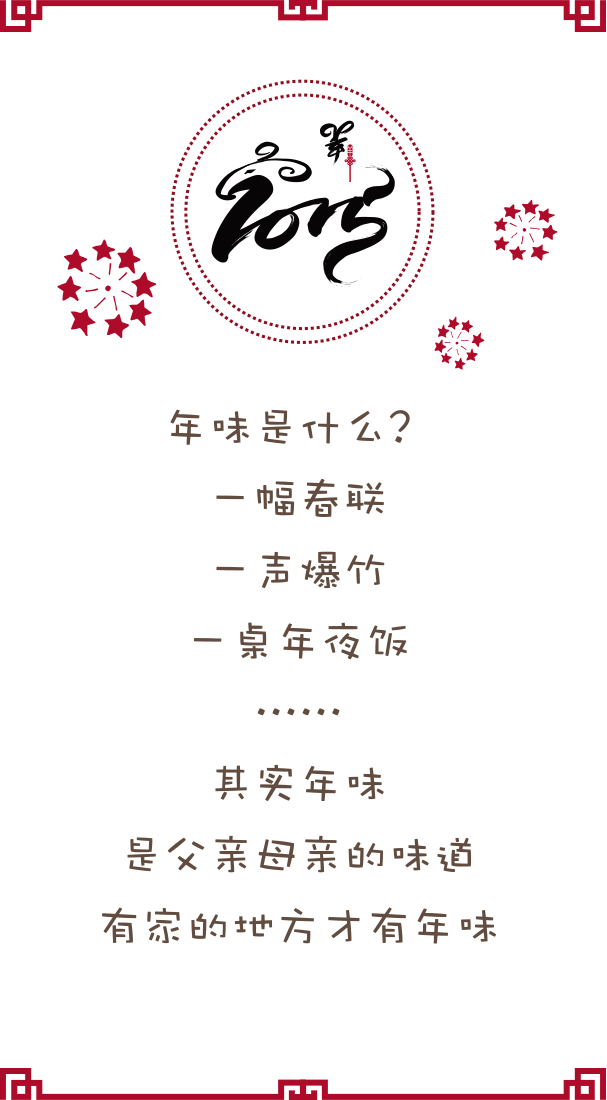 羊
2015
年味是什么?
一幅春联
一声爆竹
一桌年夜饭
······
其实年味
是父亲母亲的味道
有家的地方才有年味